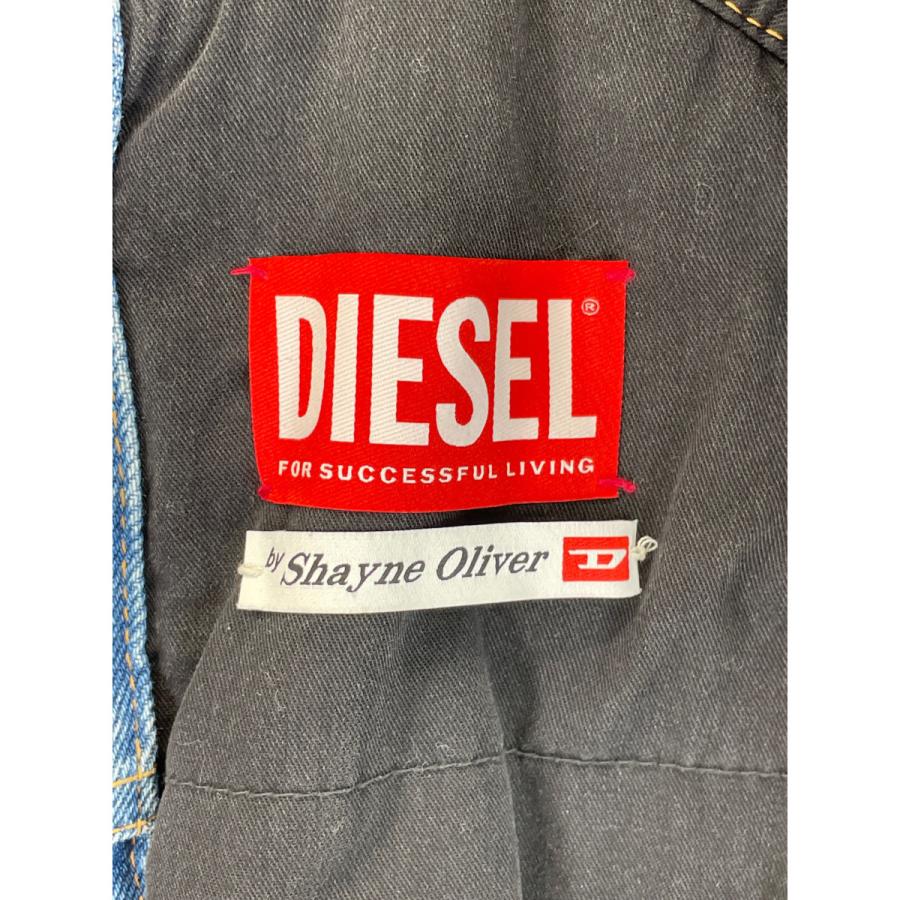 DIESEL®
FOR SUCCESSFUL LIVING
by Shayne Oliver D